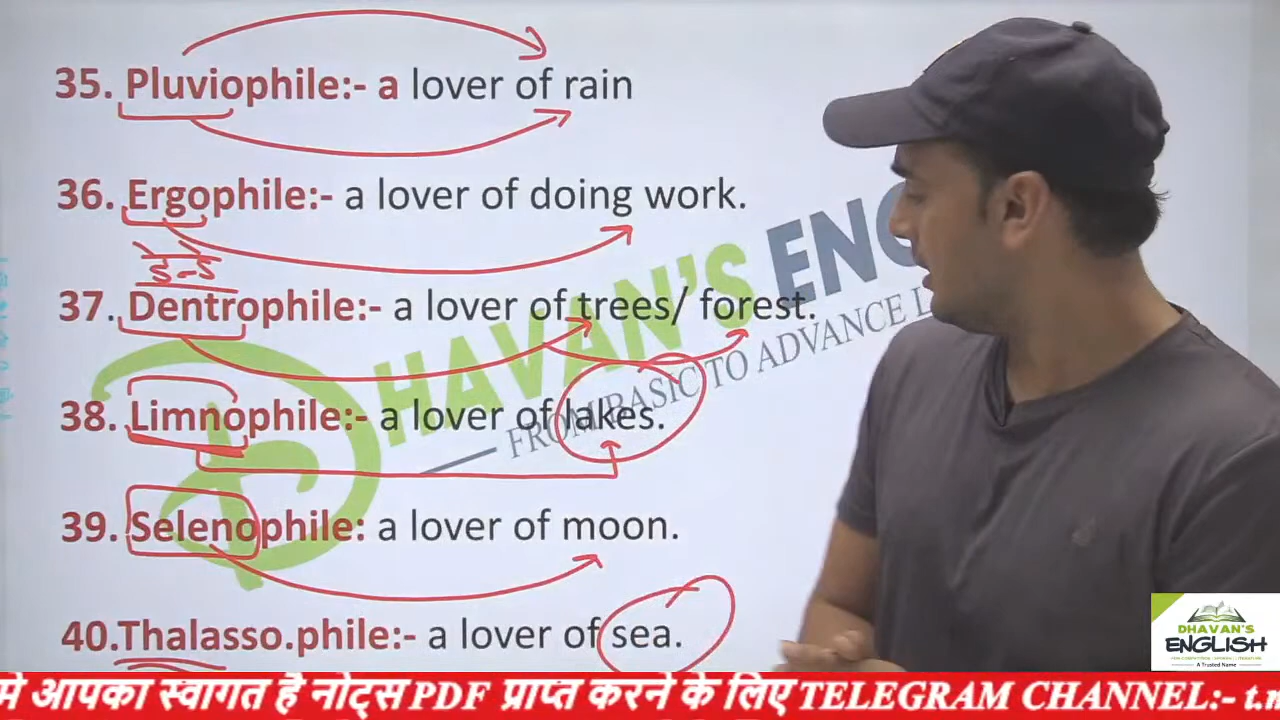 35. Pluviophile:- a lover of rain
36. Ergophile:- a lover of doing work.
37. Dentrophile:- a lover of trees/ forest.
38. Limnophile:- a lover of lakes.
39. Selenophile: a lover of moon.
40.Thalasso.phile:- a lover of sea.
HAVAN'S ENG
FROM BASIC TO ADVANCE L
DHAVAN'S
ENGLISH
A Trusted Name
मे आपका स्वागत है नोट्स PDF प्राप्त करने के लिए TELEGRAM CHANNEL:- t.m